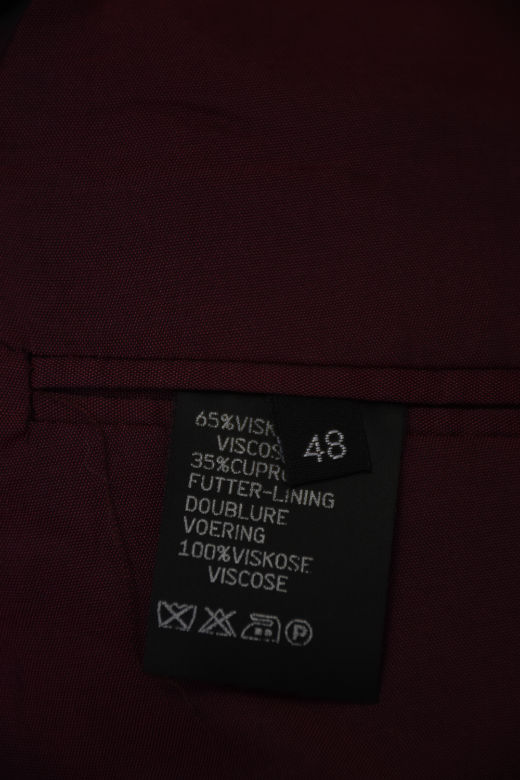 65%VISK
VISCOS
35%CUPR
48
FUTTER-LINING
DOUBLURE
VOERING
100%VISKOSE
VISCOSE
P